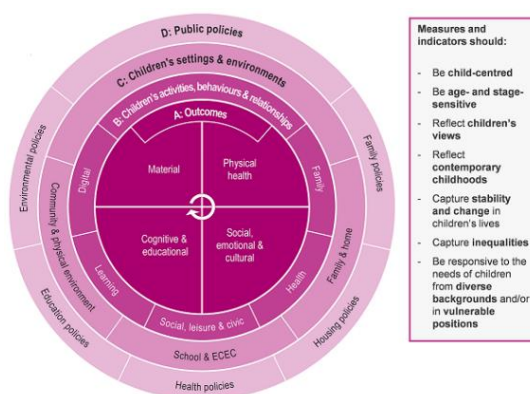 D: Public policies
C: Children's settings & environments
B: Children's activities, behaviours & relationships
A: Outcomes
Material
Physical
health
Cognitive &
educational
Social,
emotional &
cultural
Digital
Family
Learning
Health
Social, leisure & civic
Community & physical environment
Family & home
School & ECEC
Environmental policies
Family policies
Education policies
Housing policies
Health policies
Measures and
indicators should:
- Be child-centred
- Be age- and stage-
sensitive
- Reflect children's
views
- Reflect
contemporary
childhoods
- Capture stability
and change in
children's lives
- Capture inequalities
- Be responsive to the
needs of children
from diverse
backgrounds and/or
in vulnerable
positions